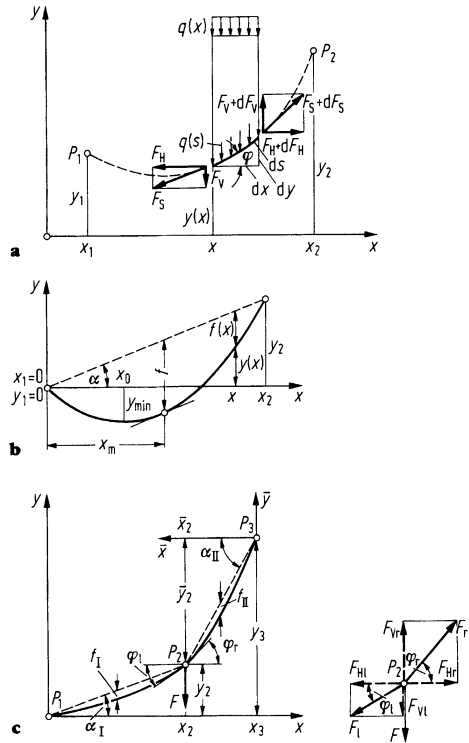 y
q(x)
P2
FV+dFV
FS+dFS
q(s)
FH+dFH
P1
FH
φ
ds
FV
dx
dy
FS
y1
y(x)
y2
a
x1
x
x2
x
y
f(x)
y2
f
x1=0
α
x0
y(x)
y1=0
ymin
x
x2
x
b
xm
y
ȳ
x̄2
P3
x̄
αII
ȳ2
fII
y3
P2
fI
φl
φr
P1
F
y2
αI
c
x2
x3
x
FVr
Fr
P2
φr
FHl
FHr
φl
FVl
Fl
F